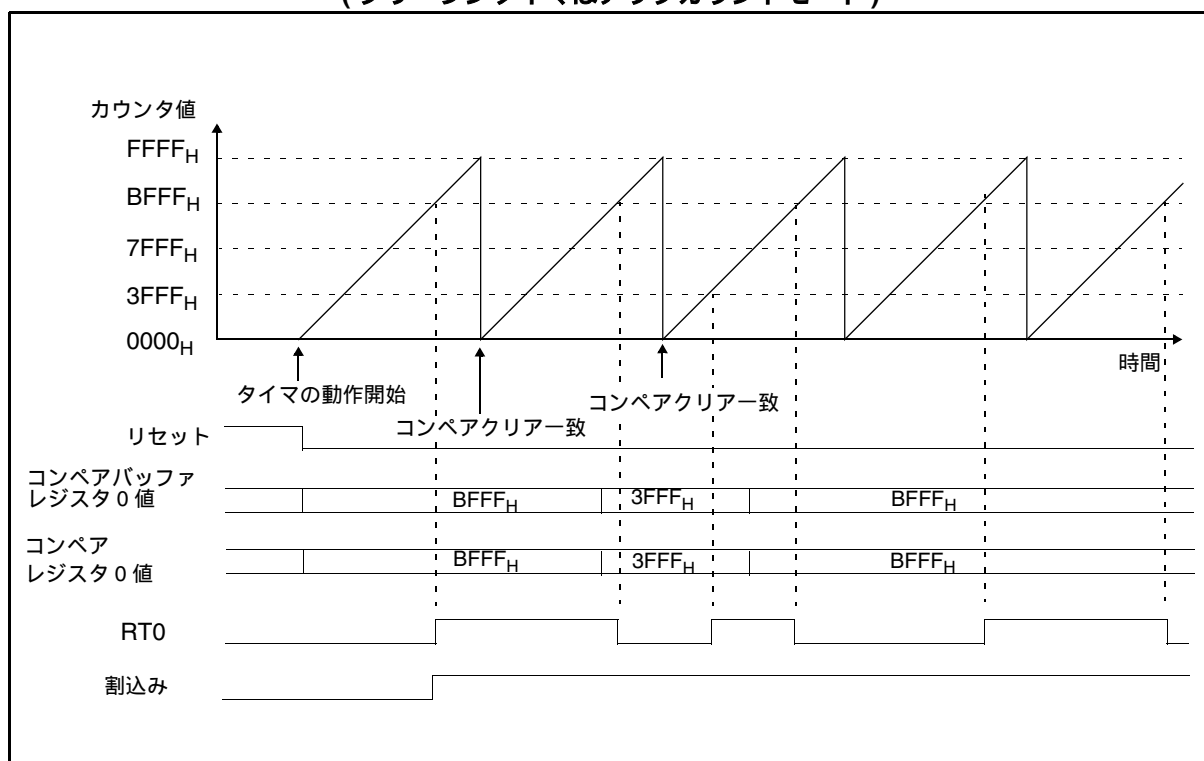 カウンタ値
FFFFH
BFFFH
7FFFH
3FFFH
0000H
時間
タイマの動作開始
コンペアクリア一致
コンペアクリア一致
リセット
コンペアバッファ
レジスタ0値
BFFFH
3FFFH
BFFFH
コンペア
レジスタ0値
BFFFH
3FFFH
BFFFH
RT0
割込み